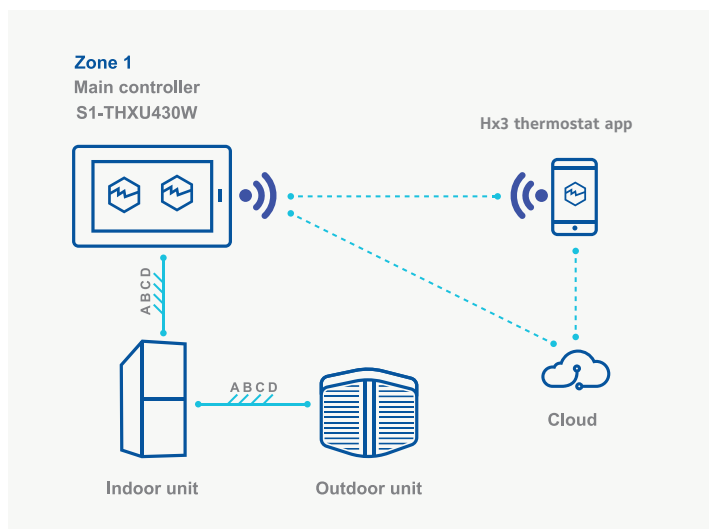 Zone 1
Main controller
S1-THXU430W
Hx3 thermostat app
A B C D
A B C D
Cloud
Indoor unit
Outdoor unit